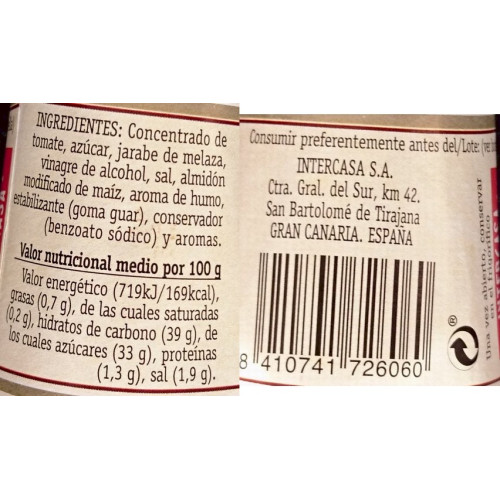 INGREDIENTES: Concentrado de
tomate, azúcar, jarabe de melaza,
vinagre de alcohol, sal, almidón
modificado de maíz, aroma de humo,
estabilizante (goma guar), conservador
(benzoato sódico) y aromas.
Valor nutricional medio por 100 g
Valor energético (719kJ/169kcal),
grasas (0,7 g), de las cuales saturadas
(0,2 g), hidratos de carbono (39 g), de
los cuales azúcares (33 g), proteínas
(1,3 g), sal (1,9 g).
Consumir preferentemente antes del/Lote: (ver
INTERCASA S.A.
Ctra. Gral. del Sur, km 42.
San Bartolomé de Tirajana
GRAN CANARIA. ESPAÑA
8 410741 726060
®
Una vez abierto, conservar
en el frigorífico